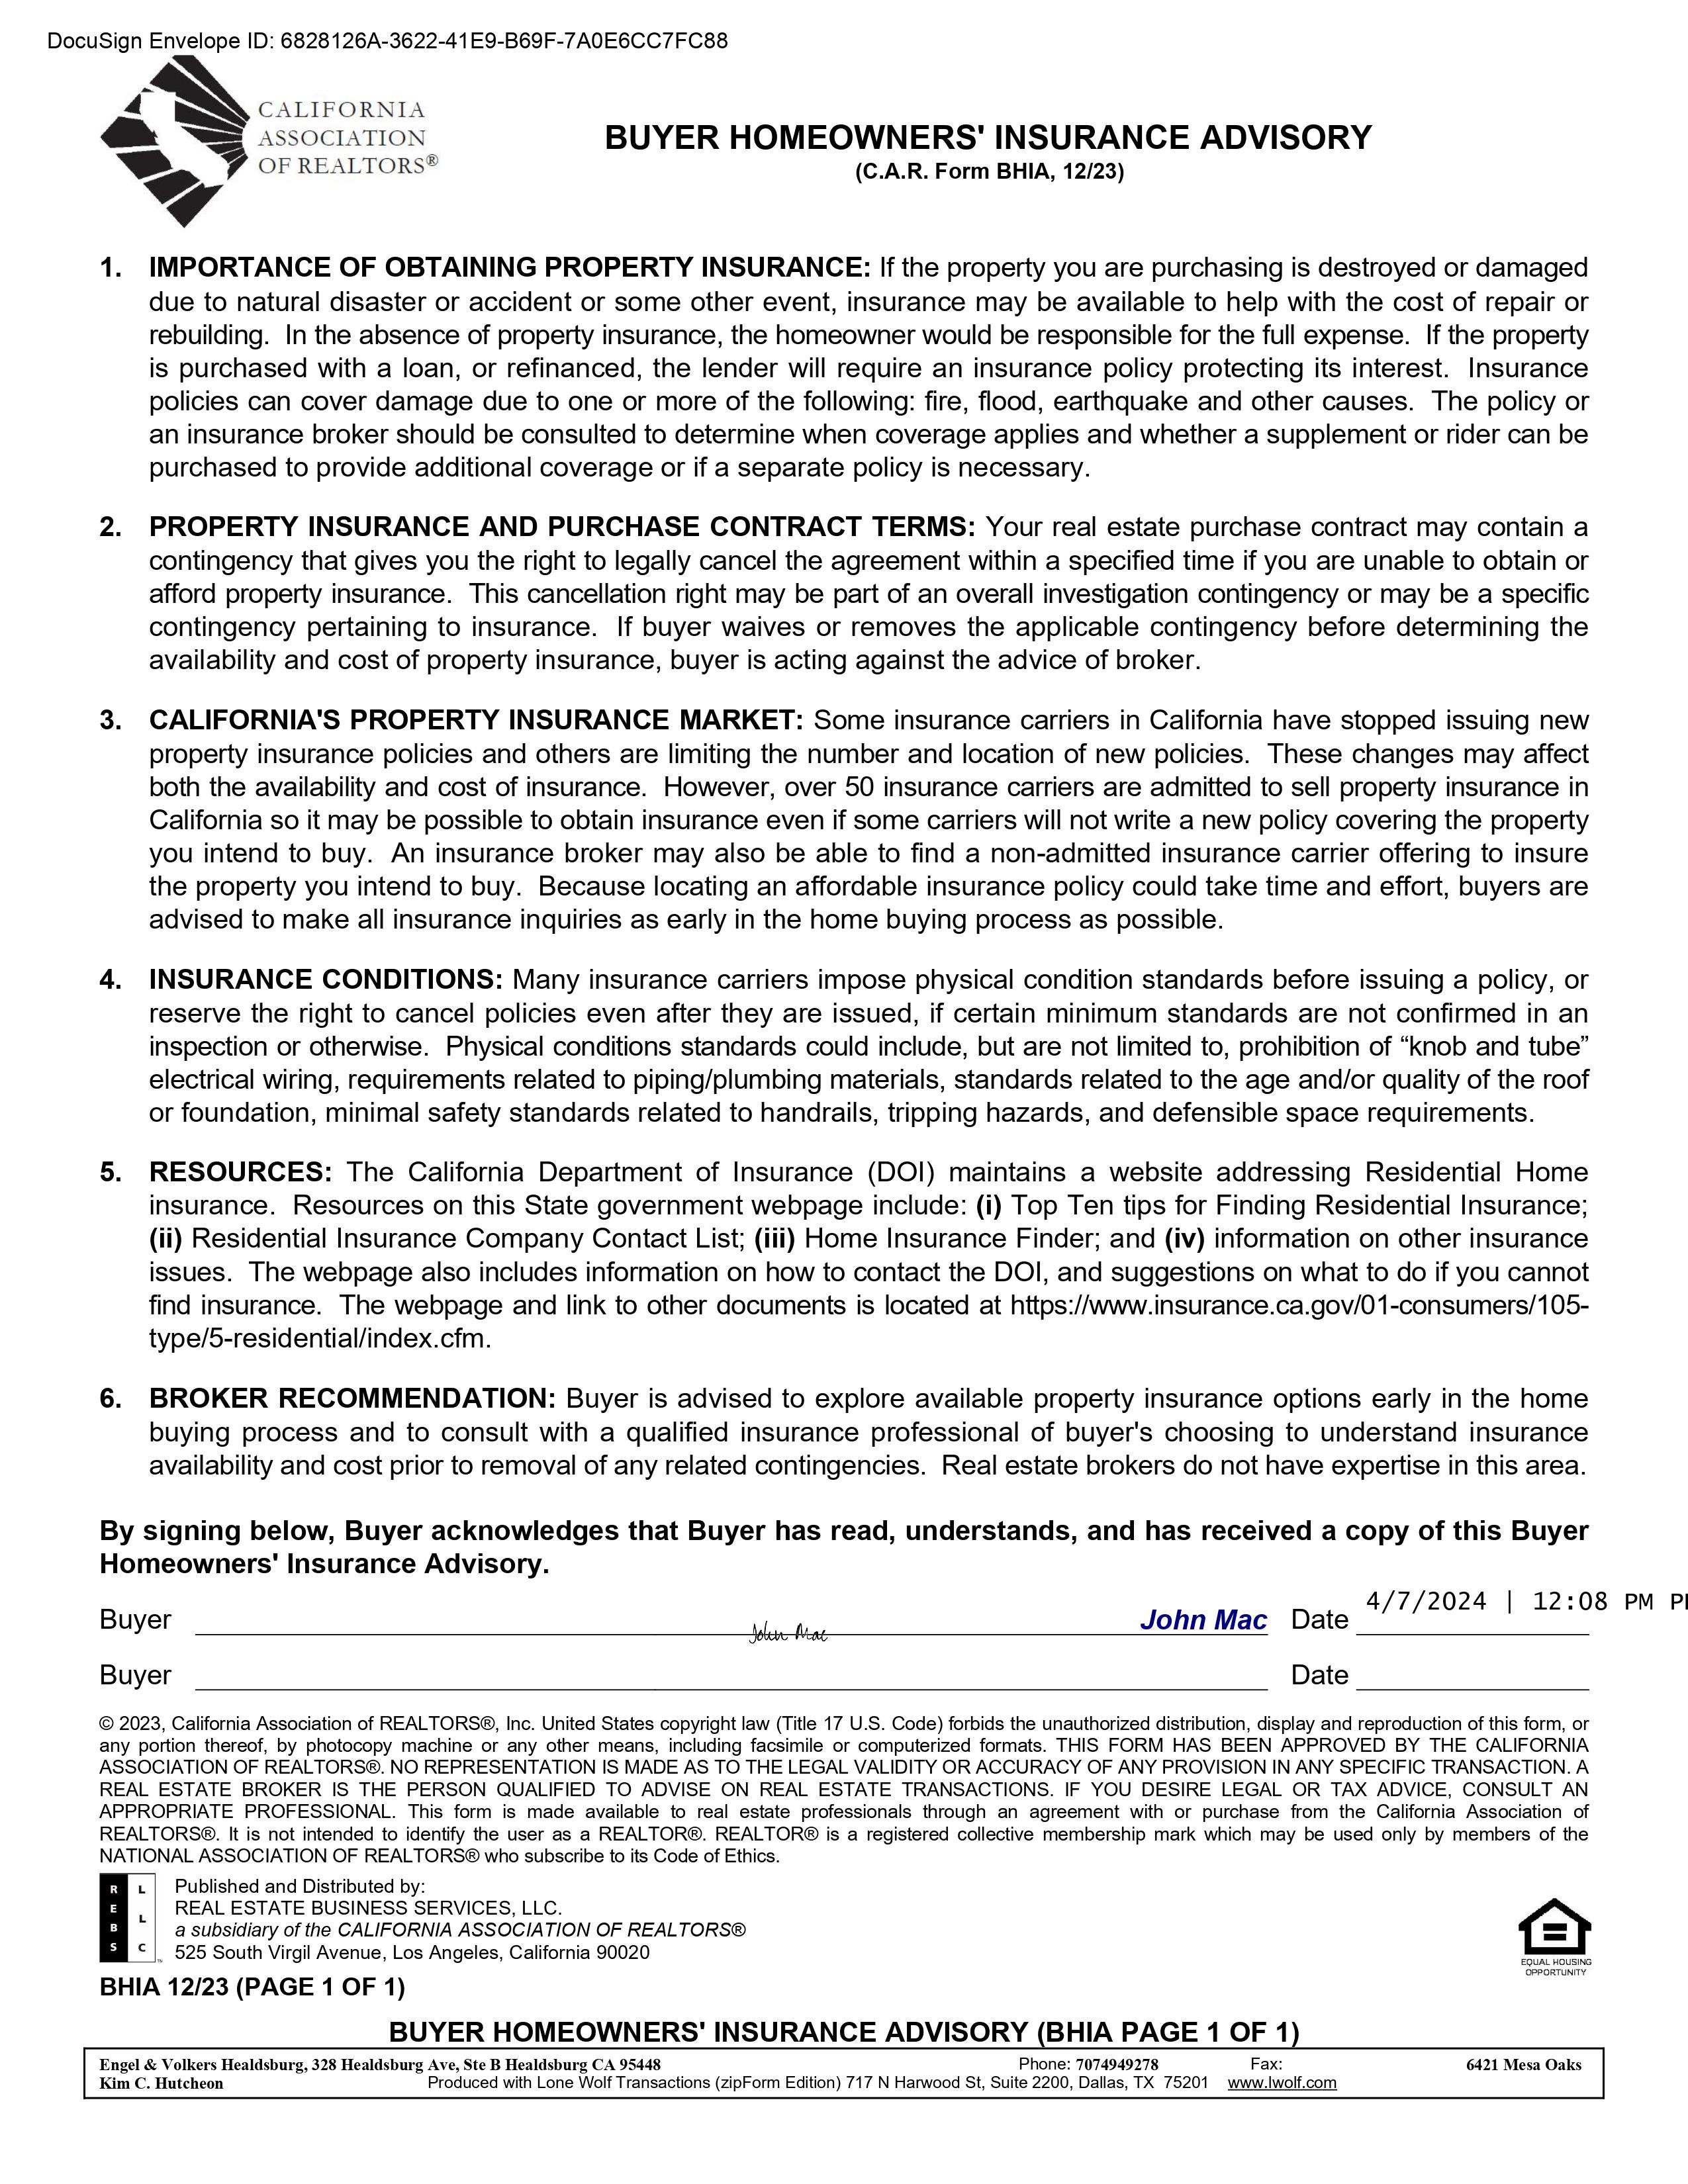 DocuSign Envelope ID: 6828126A-3622-41E9-B69F-7A0E6CC7FC88
CALIFORNIA
ASSOCIATION
OF REALTORS®
BUYER HOMEOWNERS' INSURANCE ADVISORY
(C.A.R. Form BHIA, 12/23)
1. IMPORTANCE OF OBTAINING PROPERTY INSURANCE: If the property you are purchasing is destroyed or damaged
due to natural disaster or accident or some other event, insurance may be available to help with the cost of repair or
rebuilding. In the absence of property insurance, the homeowner would be responsible for the full expense. If the property
is purchased with a loan, or refinanced, the lender will require an insurance policy protecting its interest. Insurance
policies can cover damage due to one or more of the following: fire, flood, earthquake and other causes. The policy or
an insurance broker should be consulted to determine when coverage applies and whether a supplement or rider can be
purchased to provide additional coverage or if a separate policy is necessary.
2. PROPERTY INSURANCE AND PURCHASE CONTRACT TERMS: Your real estate purchase contract may contain a
contingency that gives you the right to legally cancel the agreement within a specified time if you are unable to obtain or
afford property insurance. This cancellation right may be part of an overall investigation contingency or may be a specific
contingency pertaining to insurance. If buyer waives or removes the applicable contingency before determining the
availability and cost of property insurance, buyer is acting against the advice of broker.
3. CALIFORNIA'S PROPERTY INSURANCE MARKET: Some insurance carriers in California have stopped issuing new
property insurance policies and others are limiting the number and location of new policies. These changes may affect
both the availability and cost of insurance. However, over 50 insurance carriers are admitted to sell property insurance in
California so it may be possible to obtain insurance even if some carriers will not write a new policy covering the property
you intend to buy. An insurance broker may also be able to find a non-admitted insurance carrier offering to insure
the property you intend to buy. Because locating an affordable insurance policy could take time and effort, buyers are
advised to make all insurance inquiries as early in the home buying process as possible.
4. INSURANCE CONDITIONS: Many insurance carriers impose physical condition standards before issuing a policy, or
reserve the right to cancel policies even after they are issued, if certain minimum standards are not confirmed in an
inspection or otherwise. Physical conditions standards could include, but are not limited to, prohibition of “knob and tube”
electrical wiring, requirements related to piping/plumbing materials, standards related to the age and/or quality of the roof
or foundation, minimal safety standards related to handrails, tripping hazards, and defensible space requirements.
5. RESOURCES: The California Department of Insurance (DOI) maintains a website addressing Residential Home
insurance. Resources on this State government webpage include: (i) Top Ten tips for Finding Residential Insurance;
(ii) Residential Insurance Company Contact List; (iii) Home Insurance Finder; and (iv) information on other insurance
issues. The webpage also includes information on how to contact the DOI, and suggestions on what to do if you cannot
find insurance. The webpage and link to other documents is located at https://www.insurance.ca.gov/01-consumers/105-
type/5-residential/index.cfm.
6. BROKER RECOMMENDATION: Buyer is advised to explore available property insurance options early in the home
buying process and to consult with a qualified insurance professional of buyer's choosing to understand insurance
availability and cost prior to removal of any related contingencies. Real estate brokers do not have expertise in this area.
By signing below, Buyer acknowledges that Buyer has read, understands, and has received a copy of this Buyer
Homeowners' Insurance Advisory.
Buyer John Mac John Mac Date 4/7/2024 | 12:08 PM
Buyer Date
© 2023, California Association of REALTORS®, Inc. United States copyright law (Title 17 U.S. Code) forbids the unauthorized distribution, display and reproduction of this form, or
any portion thereof, by photocopy machine or any other means, including facsimile or computerized formats. THIS FORM HAS BEEN APPROVED BY THE CALIFORNIA
ASSOCIATION OF REALTORS®. NO REPRESENTATION IS MADE AS TO THE LEGAL VALIDITY OR ACCURACY OF ANY PROVISION IN ANY SPECIFIC TRANSACTION. A
REAL ESTATE BROKER IS THE PERSON QUALIFIED TO ADVISE ON REAL ESTATE TRANSACTIONS. IF YOU DESIRE LEGAL OR TAX ADVICE, CONSULT AN
APPROPRIATE PROFESSIONAL. This form is made available to real estate professionals through an agreement with or purchase from the California Association of
REALTORS®. It is not intended to identify the user as a REALTOR®. REALTOR® is a registered collective membership mark which may be used only by members of the
NATIONAL ASSOCIATION OF REALTORS® who subscribe to its Code of Ethics.
REBS LLC™
Published and Distributed by:
REAL ESTATE BUSINESS SERVICES, LLC.
a subsidiary of the CALIFORNIA ASSOCIATION OF REALTORS®
525 South Virgil Avenue, Los Angeles, California 90020
EQUAL HOUSING
OPPORTUNITY
BHIA 12/23 (PAGE 1 OF 1)
BUYER HOMEOWNERS' INSURANCE ADVISORY (BHIA PAGE 1 OF 1)
Engel & Volkers Healdsburg, 328 Healdsburg Ave, Ste B Healdsburg CA 95448 Phone: 7074949278 Fax: 6421 Mesa Oaks
Kim C. Hutcheon Produced with Lone Wolf Transactions (zipForm Edition) 717 N Harwood St, Suite 2200, Dallas, TX 75201 www.lwolf.com